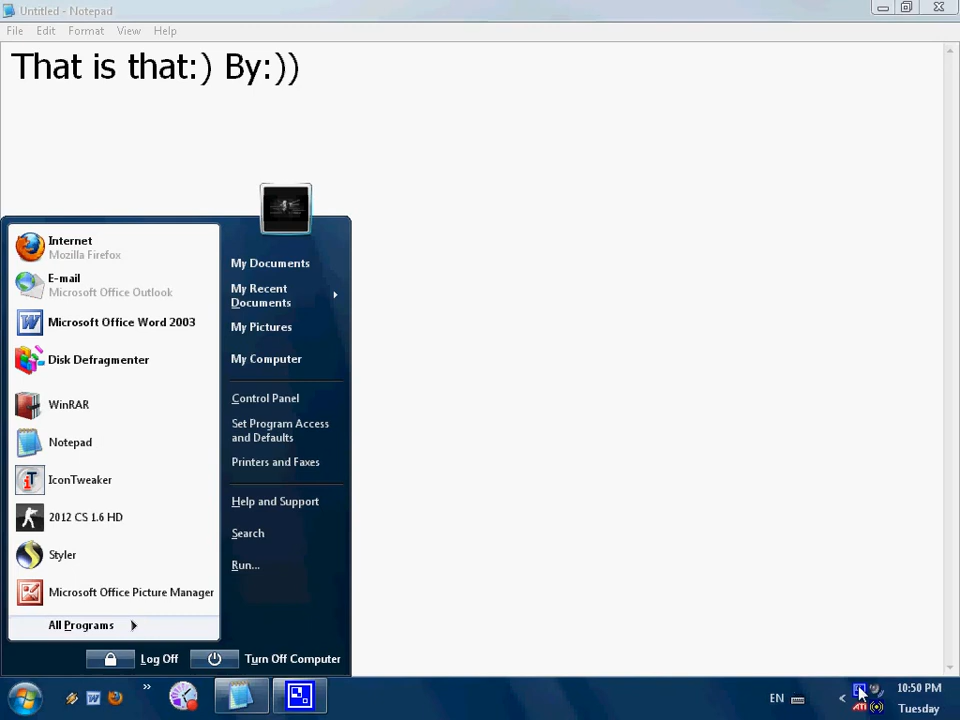 Untitled - Notepad
File Edit Format View Help
That is that:) By:))
Internet
Mozilla Firefox
E-mail
Microsoft Office Outlook
Microsoft Office Word 2003
Disk Defragmenter
WinRAR
Notepad
IconTweaker
2012 CS 1.6 HD
Styler
Microsoft Office Picture Manager
All Programs
My Documents
My Recent
Documents
My Pictures
My Computer
Control Panel
Set Program Access
and Defaults
Printers and Faxes
Help and Support
Search
Run...
Log Off
Turn Off Computer
EN
ATI
10:50 PM
Tuesday